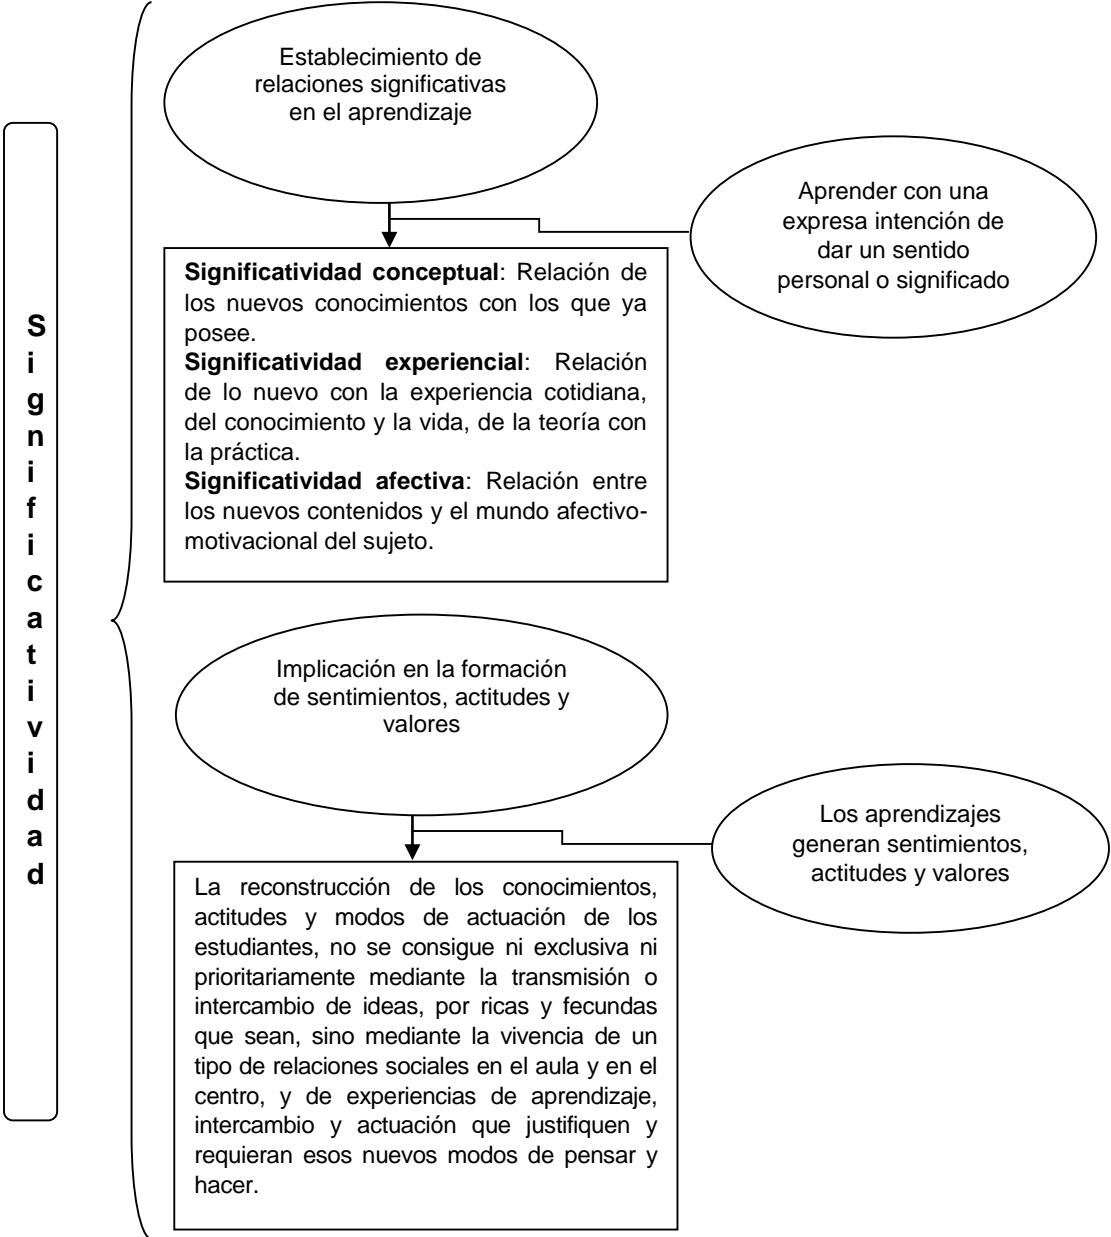 Significatividad
Establecimiento de
relaciones significativas
en el aprendizaje
Aprender con una
expresa intención de
dar un sentido
personal o significado
Significatividad conceptual: Relación de
los nuevos conocimientos con los que ya
posee.
Significatividad experiencial: Relación
de lo nuevo con la experiencia cotidiana,
del conocimiento y la vida, de la teoría con
la práctica.
Significatividad afectiva: Relación entre
los nuevos contenidos y el mundo afectivo-
motivacional del sujeto.
Implicación en la formación
de sentimientos, actitudes y
valores
Los aprendizajes
generan sentimientos,
actitudes y valores
La reconstrucción de los conocimientos,
actitudes y modos de actuación de los
estudiantes, no se consigue ni exclusiva ni
prioritariamente mediante la transmisión o
intercambio de ideas, por ricas y fecundas
que sean, sino mediante la vivencia de un
tipo de relaciones sociales en el aula y en el
centro, y de experiencias de aprendizaje,
intercambio y actuación que justifiquen y
requieran esos nuevos modos de pensar y
hacer.